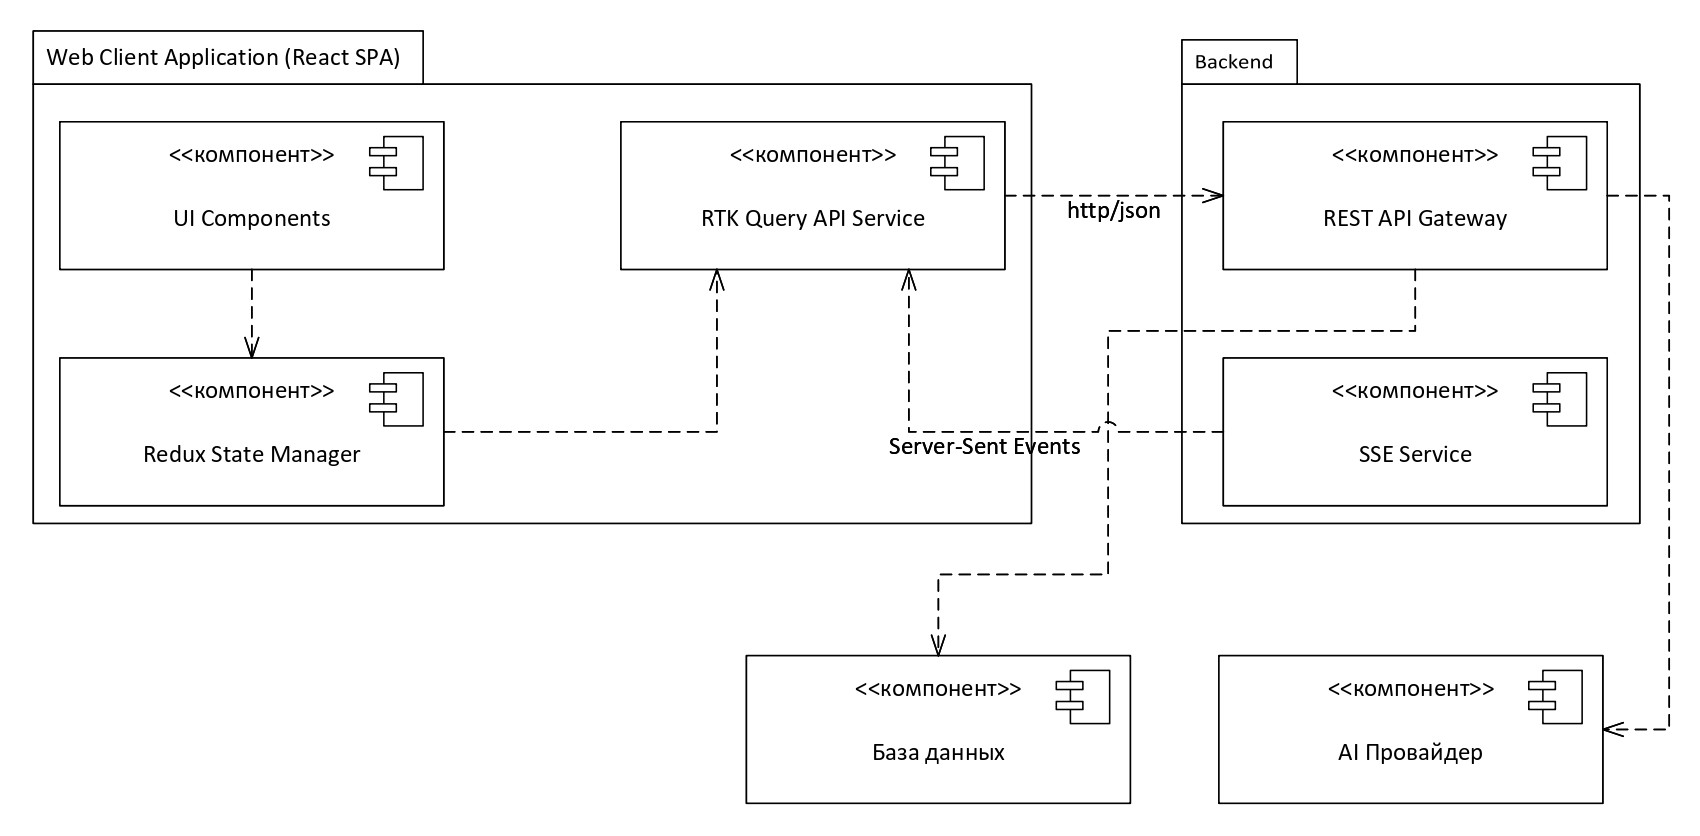 Web Client Application (React SPA)
Backend
<<компонент>>
UI Components
<<компонент>>
RTK Query API Service
http/json
<<компонент>>
REST API Gateway
<<компонент>>
Redux State Manager
Server-Sent Events
<<компонент>>
SSE Service
<<компонент>>
База данных
<<компонент>>
AI Провайдер